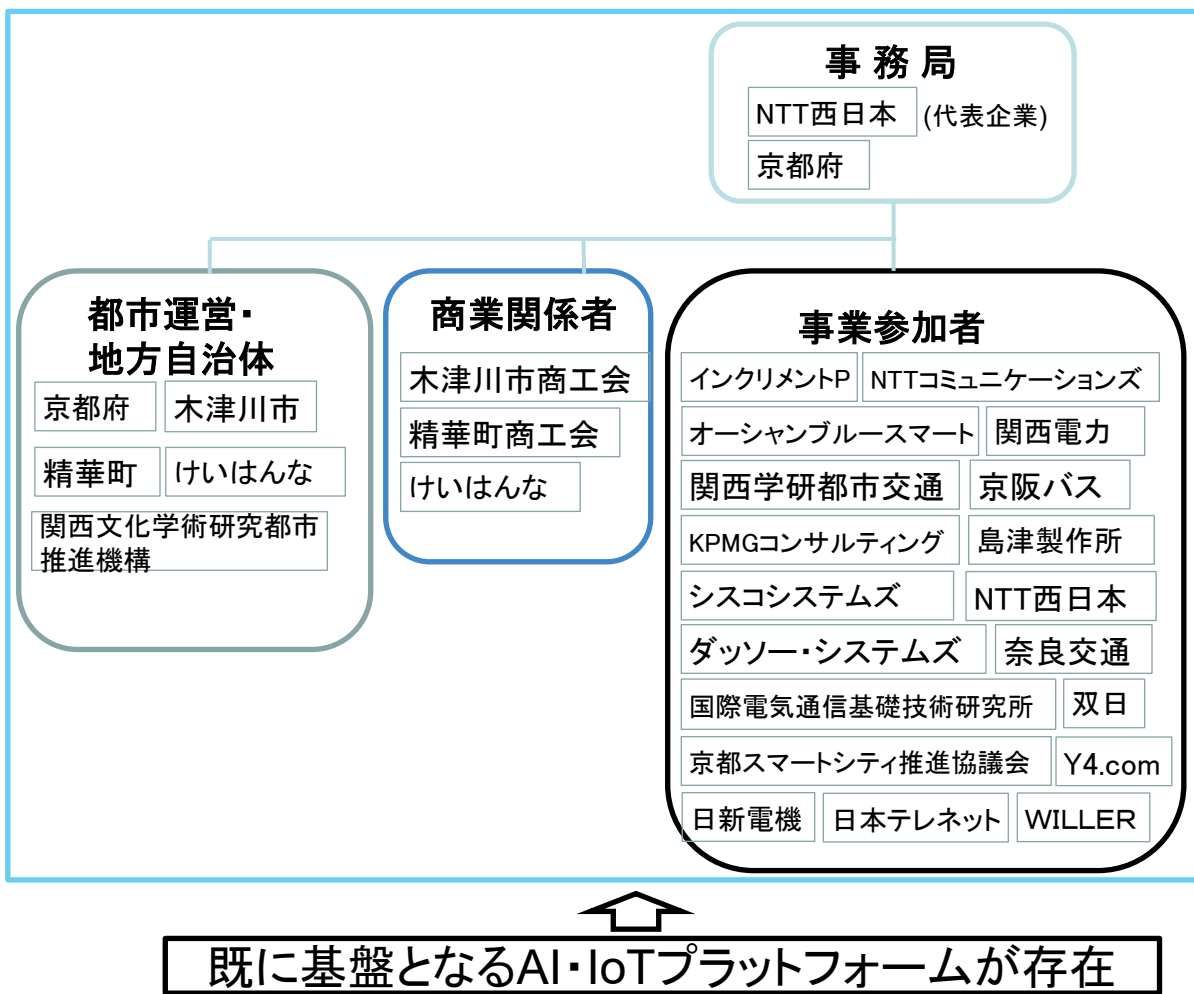 事 務 局
NTT西日本 (代表企業)
京都府
都市運営・
地方自治体
京都府 木津川市
精華町 けいはんな
関西文化学術研究都市
推進機構
商業関係者
木津川市商工会
精華町商工会
けいはんな
事業参加者
インクリメントP NTTコミュニケーションズ
オーシャンブルースマート 関西電力
関西学研都市交通 京阪バス
KPMGコンサルティング 島津製作所
シスコシステムズ NTT西日本
ダッソー・システムズ 奈良交通
国際電気通信基礎技術研究所 双日
京都スマートシティ推進協議会 Y4.com
日新電機 日本テレネット WILLER
既に基盤となるAI・IoTプラットフォームが存在